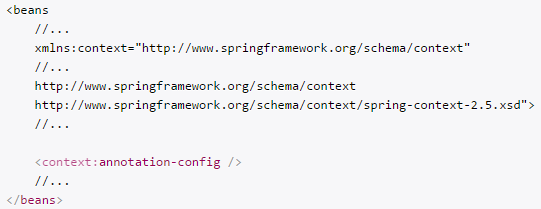 <beans
//...
xmlns:context="http://www.springframework.org/schema/context"
//...
http://www.springframework.org/schema/context
http://www.springframework.org/schema/context/spring-context-2.5.xsd">
//...
<context:annotation-config />
//...
</beans>